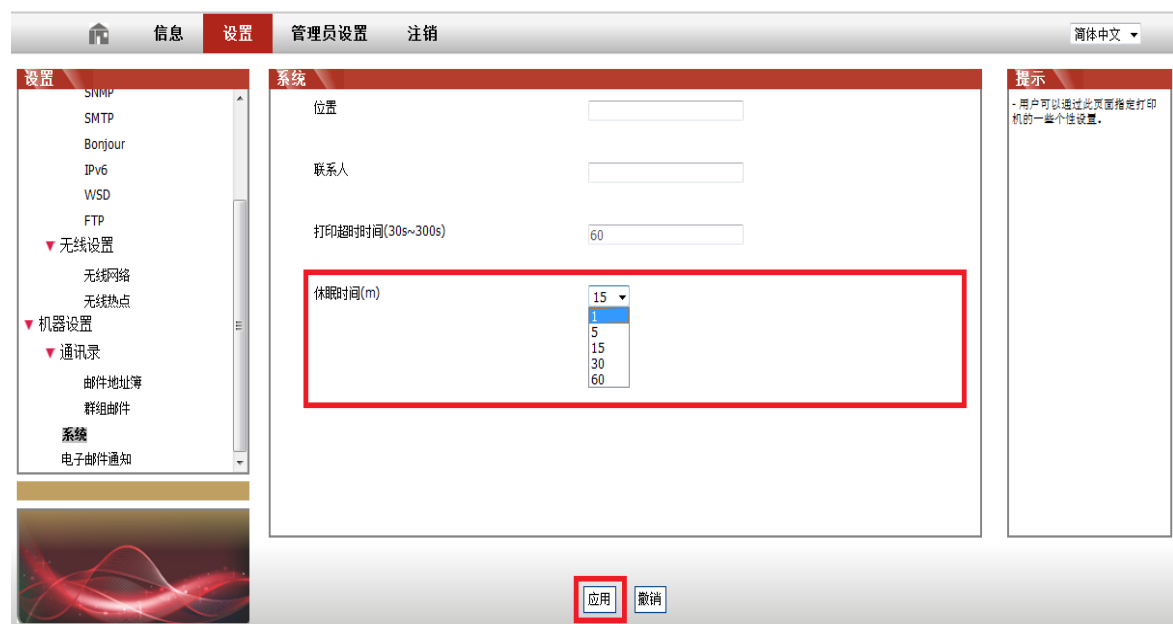 信息 设置 管理员设置 注销 简体中文
设置
SNMP
SMTP
Bonjour
IPv6
WSD
FTP
无线设置
无线网络
无线热点
机器设置
通讯录
邮件地址簿
群组邮件
系统
电子邮件通知
系统
位置
联系人
打印超时时间(30s~300s) 60
休眠时间(m) 15
1
5
15
30
60
应用 撤销
提示
- 用户可以通过此页面指定打印
机的一些个性设置。